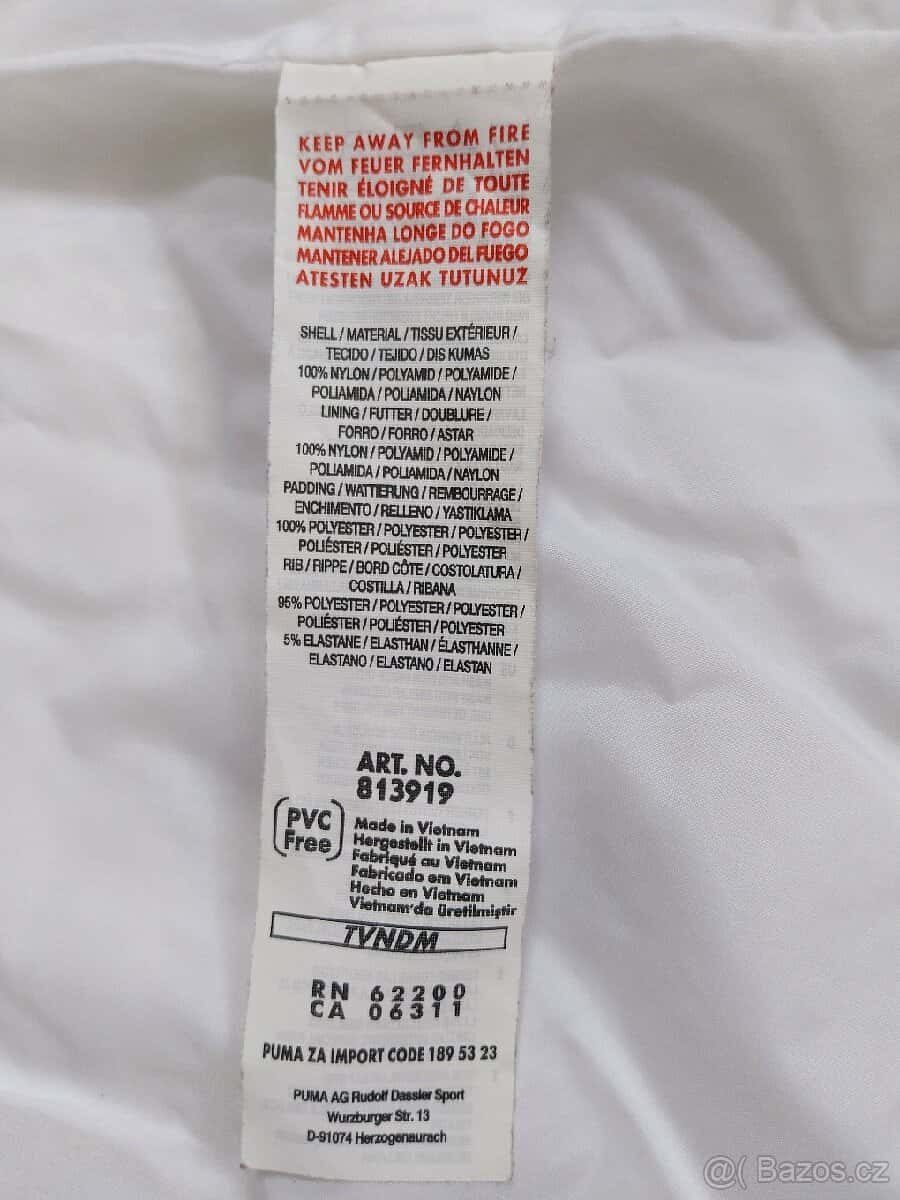 KEEP AWAY FROM FIRE
VOM FEUER FERNHALTEN
TENIR ÉLOIGNÉ DE TOUTE
FLAMME OU SOURCE DE CHALEUR
MANTENHA LONGE DO FOGO
MANTENER ALEJADO DEL FUEGO
ATESTEN UZAK TUTUNUZ
SHELL / MATERIAL / TISSU EXTÉRIEUR /
TECIDO / TEJIDO / DIS KUMAS
100% NYLON / POLYAMID / POLYAMIDE /
POLIAMIDA / POLIAMIDA / NAYLON
LINING / FUTTER / DOUBLURE /
FORRO / FORRO / ASTAR
100% NYLON / POLYAMID / POLYAMIDE /
POLIAMIDA / POLIAMIDA / NAYLON
PADDING / WATTIERUNG / REMBOURRAGE /
ENCHIMENTO / RELLENO / YASTIKLAMA
100% POLYESTER / POLYESTER / POLYESTER /
POLIÉSTER / POLIÉSTER / POLYESTER
RIB / RIPPE / BORD CÔTE / COSTOLATURA /
COSTILLA / RIBANA
95% POLYESTER / POLYESTER / POLYESTER /
POLIÉSTER / POLIÉSTER / POLYESTER
5% ELASTANE / ELASTHAN / ÉLASTHANNE /
ELASTANO / ELASTANO / ELASTAN
ART. NO.
813919
PVC
Free
Made in Vietnam
Hergestellt in Vietnam
Fabriqué au Vietnam
Fabricado em Vietnam
Hecho en Vietnam
Vietnam'da üretilmiştir
TVNDM
RN 62200
CA 06311
PUMA ZA IMPORT CODE 189 53 23
PUMA AG Rudolf Dassler Sport
Wurzburger Str. 13
D-91074 Herzogenaurach
@( Bazos.cz